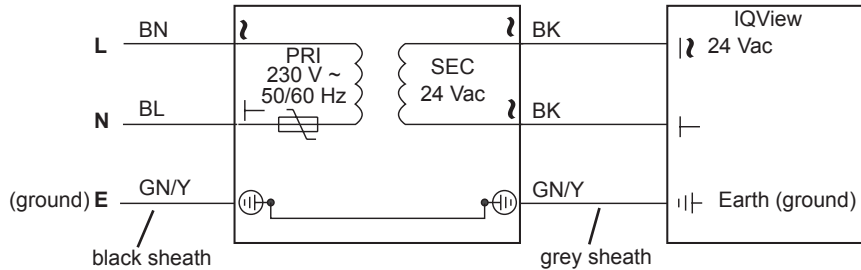 L BN
PRI
230 V ~
50/60 Hz
SEC
24 Vac
BK
IQView
24 Vac
N BL
BK
(ground) E GN/Y
GN/Y
Earth (ground)
black sheath
grey sheath